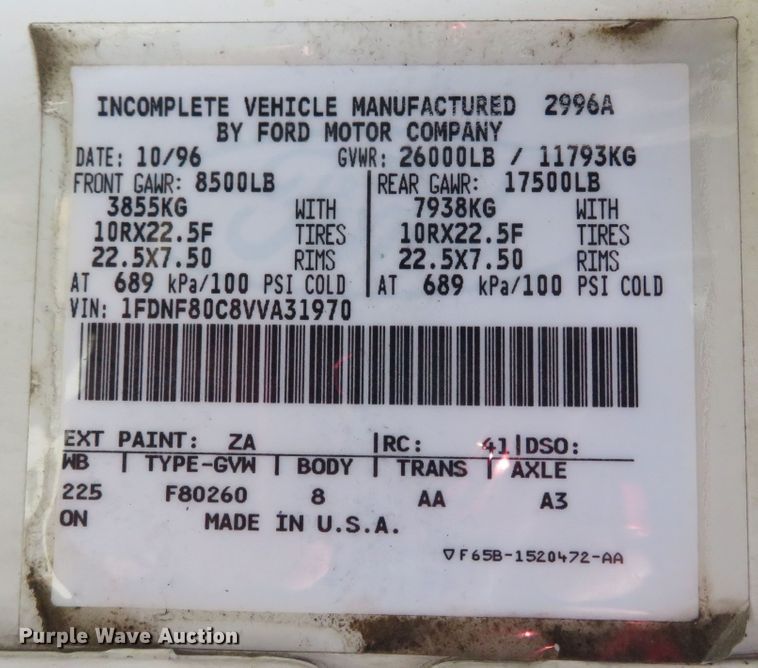 INCOMPLETE VEHICLE MANUFACTURED 2996A
BY FORD MOTOR COMPANY
DATE: 10/96 GVWR: 26000LB / 11793KG
FRONT GAWR: 8500LB REAR GAWR: 17500LB
3855KG WITH 7938KG WITH
10RX22.5F TIRES 10RX22.5F TIRES
22.5X7.50 RIMS 22.5X7.50 RIMS
AT 689 kPa/100 PSI COLD AT 689 kPa/100 PSI COLD
VIN: 1FDNF80C8VVA31970
EXT PAINT: ZA RC: 41 DSO:
WB TYPE-GVW BODY TRANS AXLE
225 F80260 8 AA A3
ON MADE IN U.S.A.
▽F65B-1520472-AA
Purple Wave Auction